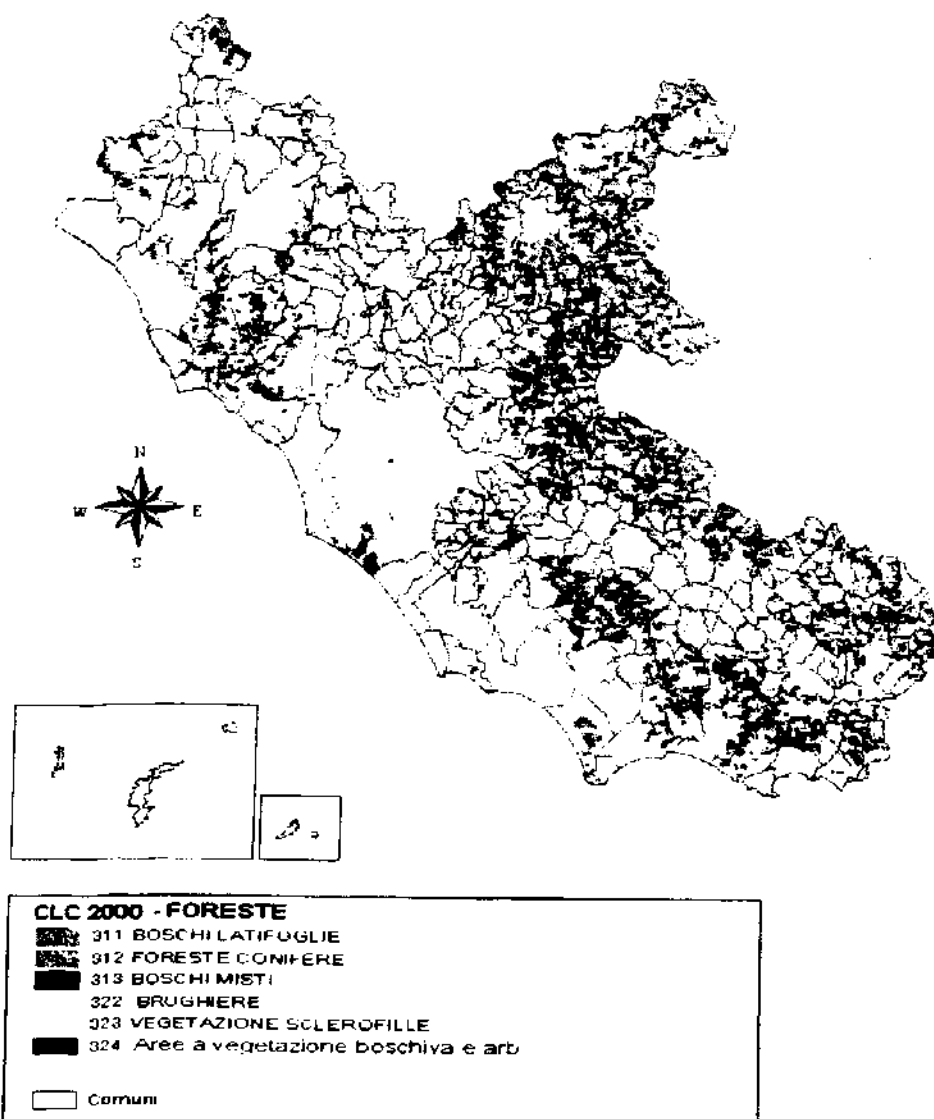 N
W E
S
CLC 2000 - FORESTE
311 BOSCHI LATIFOGLIE
312 FORESTE CONIFERE
313 BOSCHI MISTI
322 BRUGHIERE
323 VEGETAZIONE SCLEROFILLE
324 Aree a vegetazione boschiva e arb
Comuni